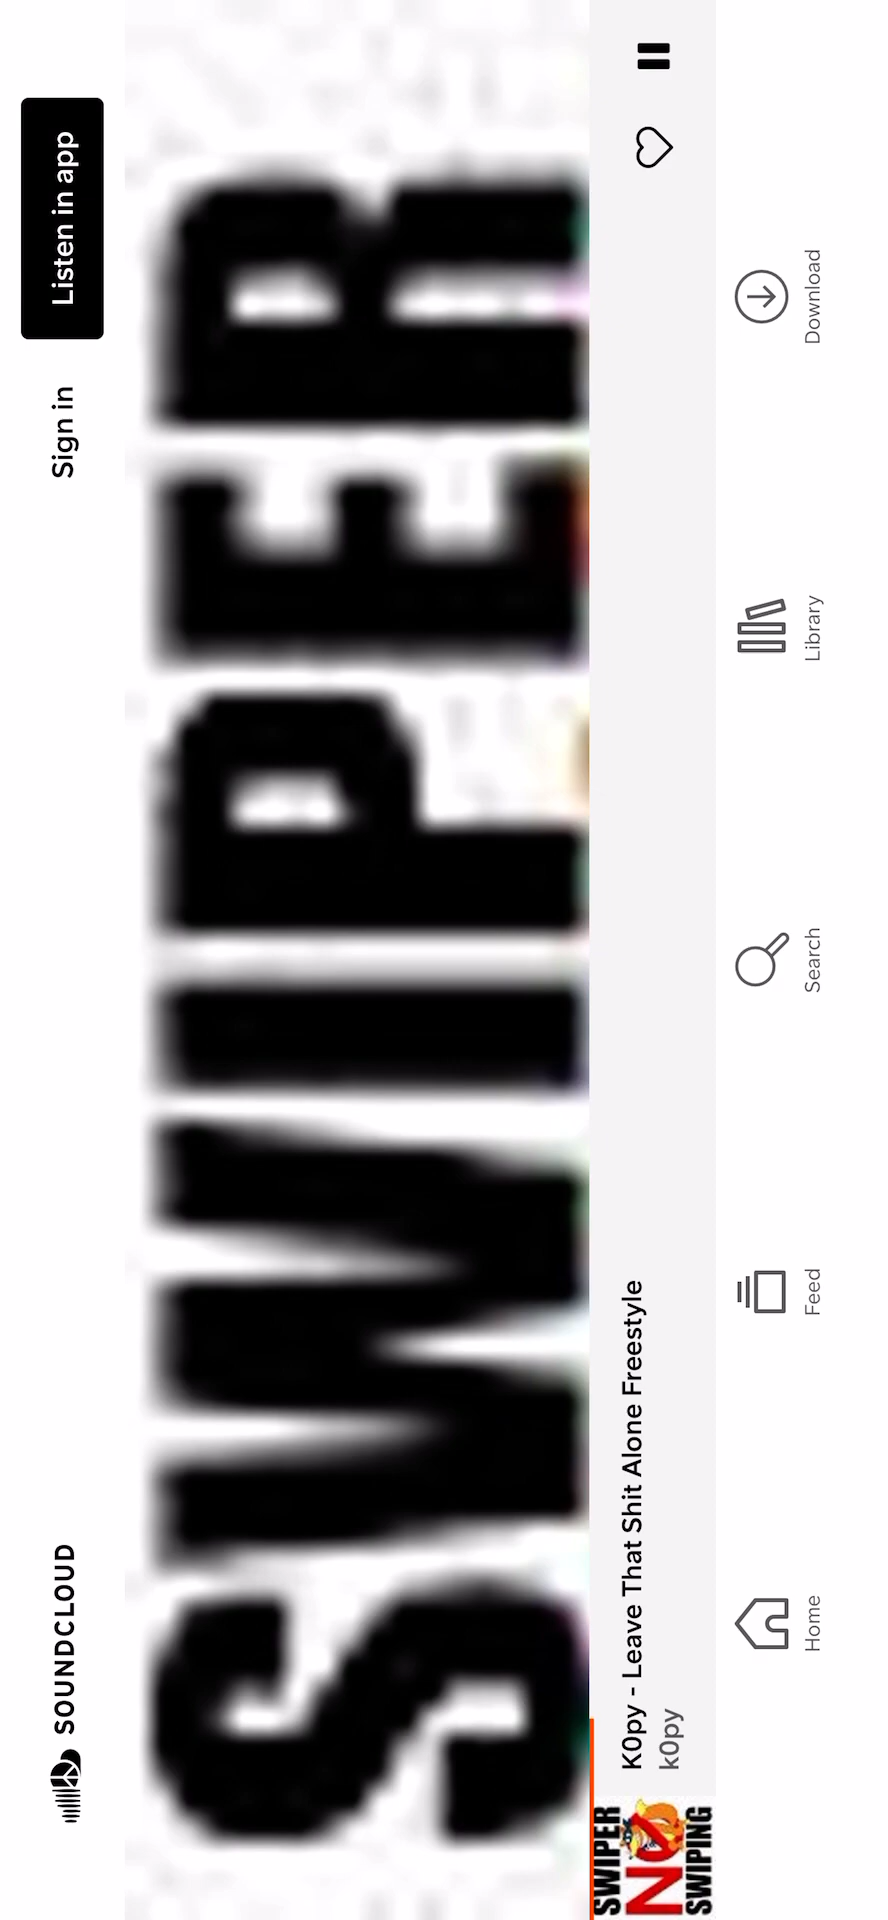 SOUNDCLOUD
Sign in
Listen in app
SWIPER
K0py - Leave That Shit Alone Freestyle
k0py
SWIPER
NO
SWIPING
Home
Feed
Search
Library
Download